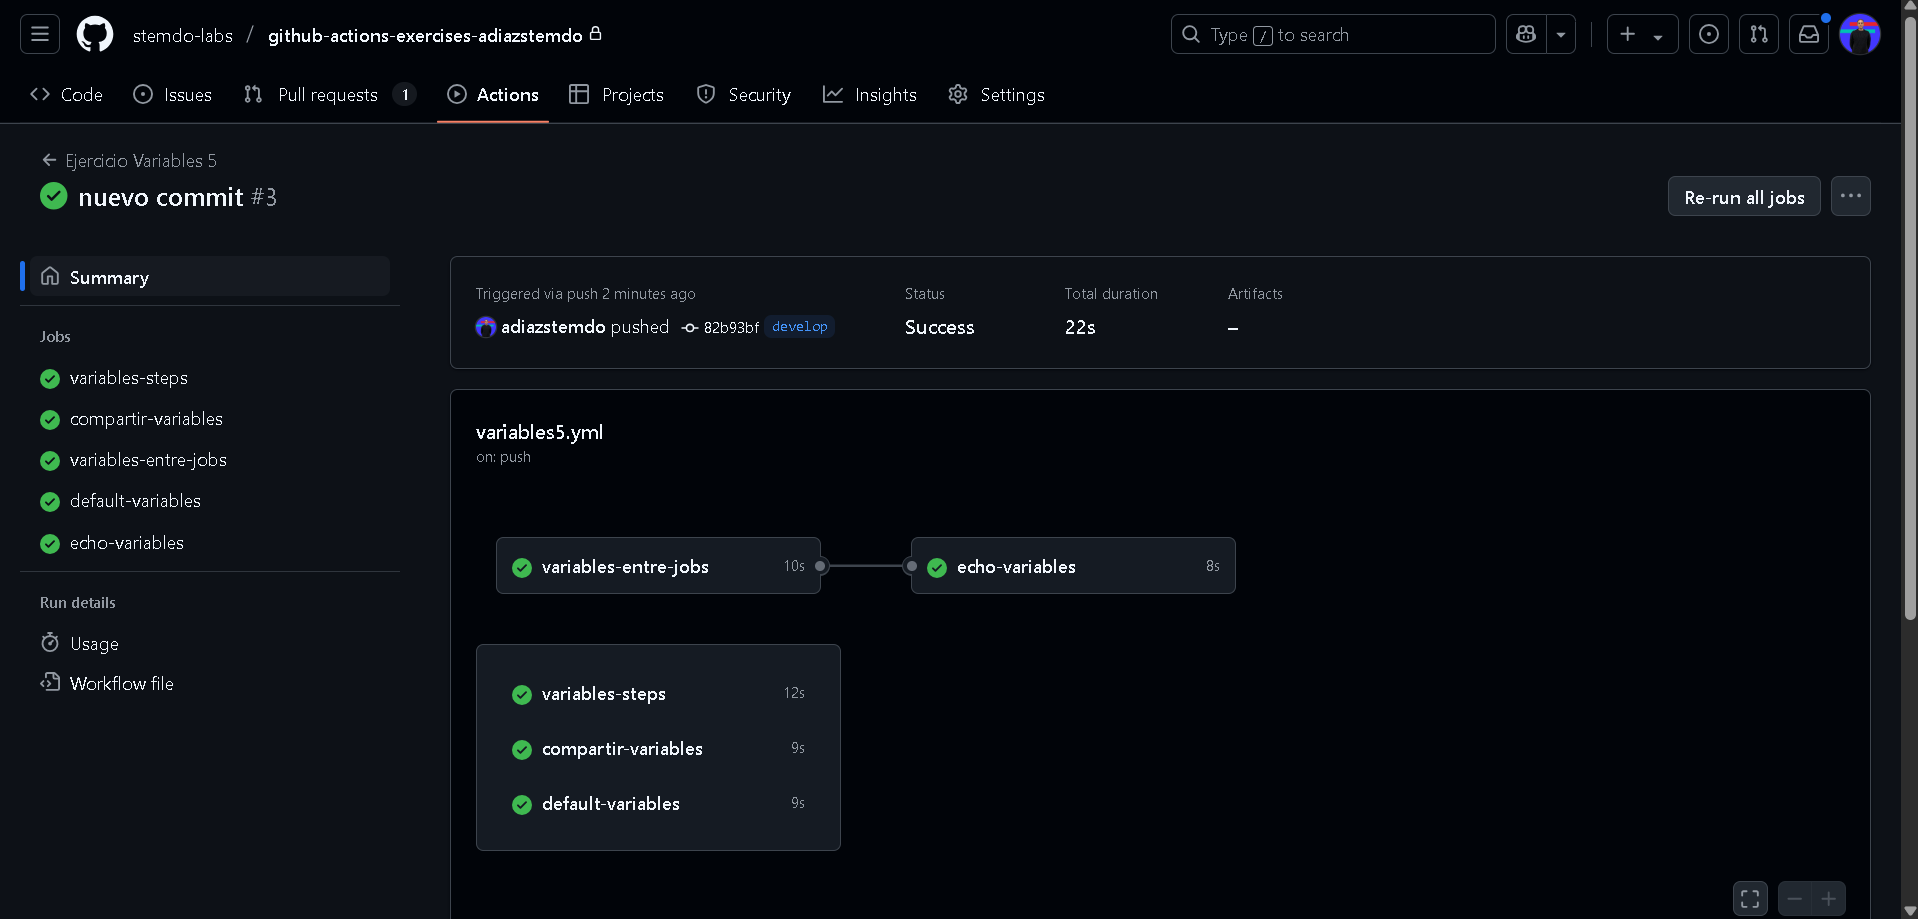 stemdo-labs / github-actions-exercises-adiazstemdo
Type / to search
Code Issues Pull requests 1 Actions Projects Security Insights Settings
Ejercicio Variables 5
nuevo commit #3
Re-run all jobs
Summary
Jobs
variables-steps
compartir-variables
variables-entre-jobs
default-variables
echo-variables
Run details
Usage
Workflow file
Triggered via push 2 minutes ago
adiazstemdo pushed 82b93bf develop
Status
Success
Total duration
22s
Artifacts
–
variables5.yml
on: push
variables-entre-jobs 10s
echo-variables 8s
variables-steps 12s
compartir-variables 9s
default-variables 9s